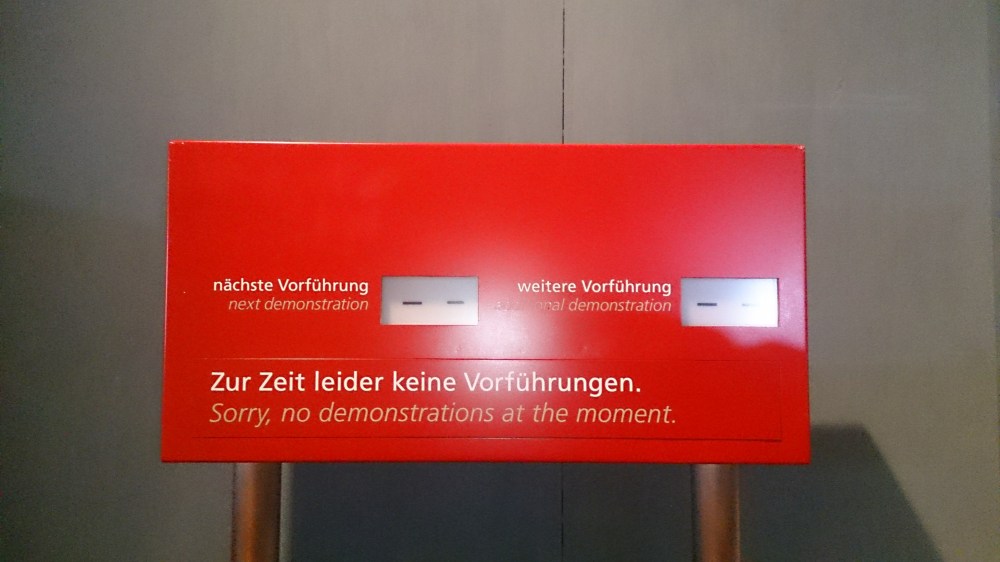 nächste Vorführung
next demonstration
– –
weitere Vorführung
demonstration
– –
Zur Zeit leider keine Vorführungen.
Sorry, no demonstrations at the moment.